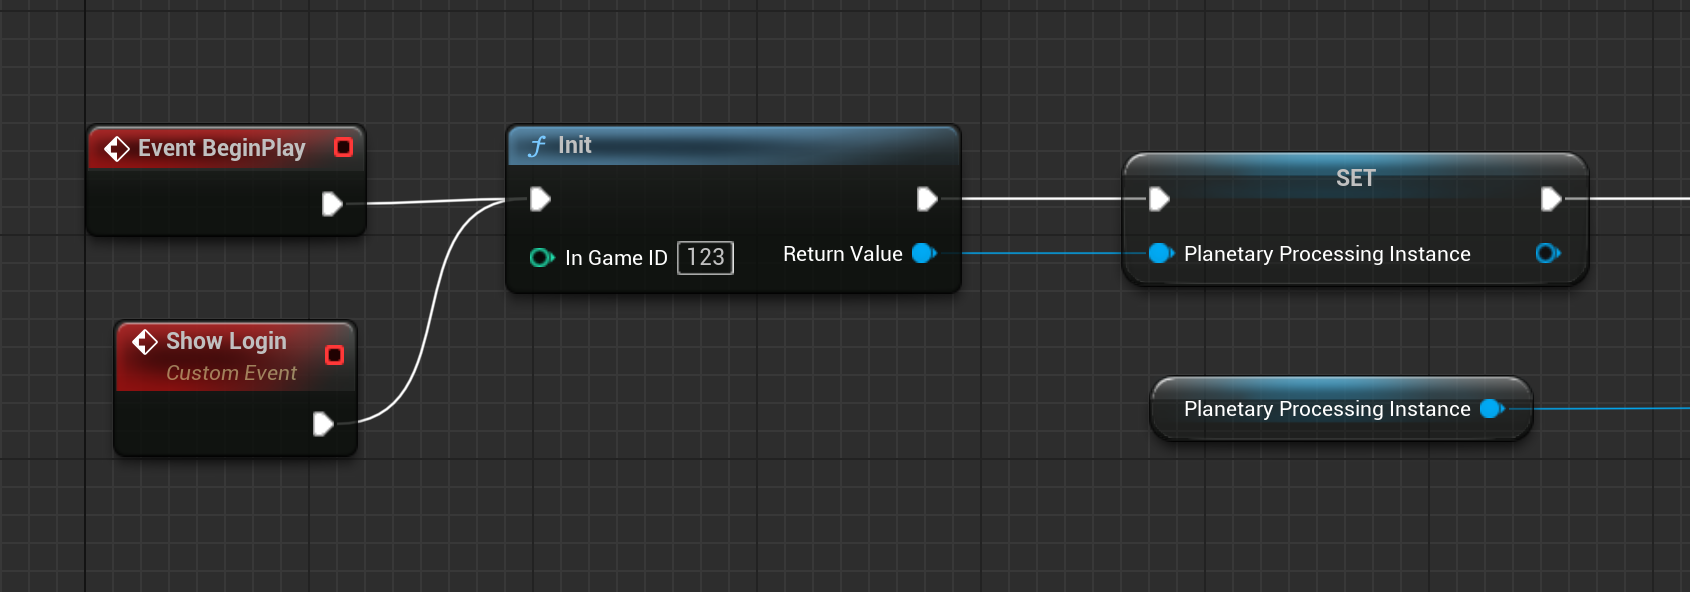 Event BeginPlay
Init
In Game ID 123
Return Value
SET
Planetary Processing Instance
Show Login
Custom Event
Planetary Processing Instance